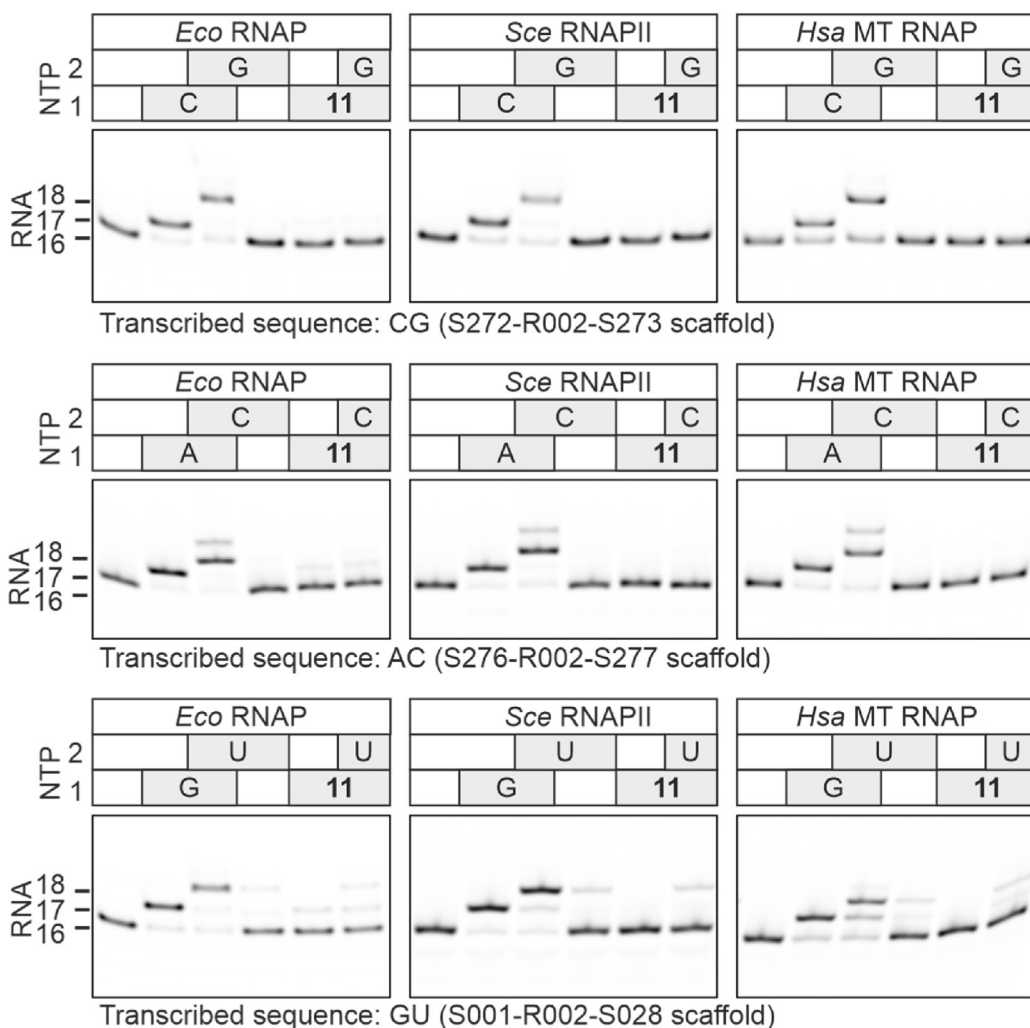 Eco RNAP Sce RNAPII Hsa MT RNAP
NTP 2 G G G G G G
1 C 11 C 11 C 11
RNA
18
17
16
Transcribed sequence: CG (S272-R002-S273 scaffold)
Eco RNAP Sce RNAPII Hsa MT RNAP
NTP 2 C C C C C C
1 A 11 A 11 A 11
RNA
18
17
16
Transcribed sequence: AC (S276-R002-S277 scaffold)
Eco RNAP Sce RNAPII Hsa MT RNAP
NTP 2 U U U U U U
1 G 11 G 11 G 11
RNA
18
17
16
Transcribed sequence: GU (S001-R002-S028 scaffold)